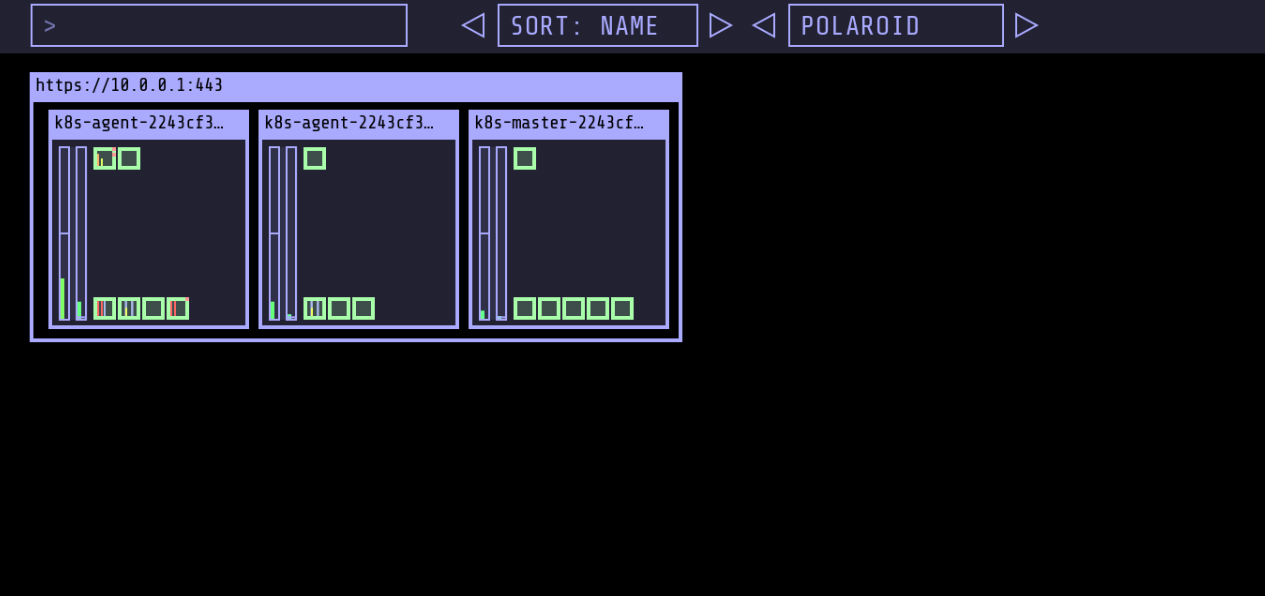 >
SORT: NAME
POLAROID
https://10.0.0.1:443
k8s-agent-2243cf3…
k8s-agent-2243cf3…
k8s-master-2243cf…